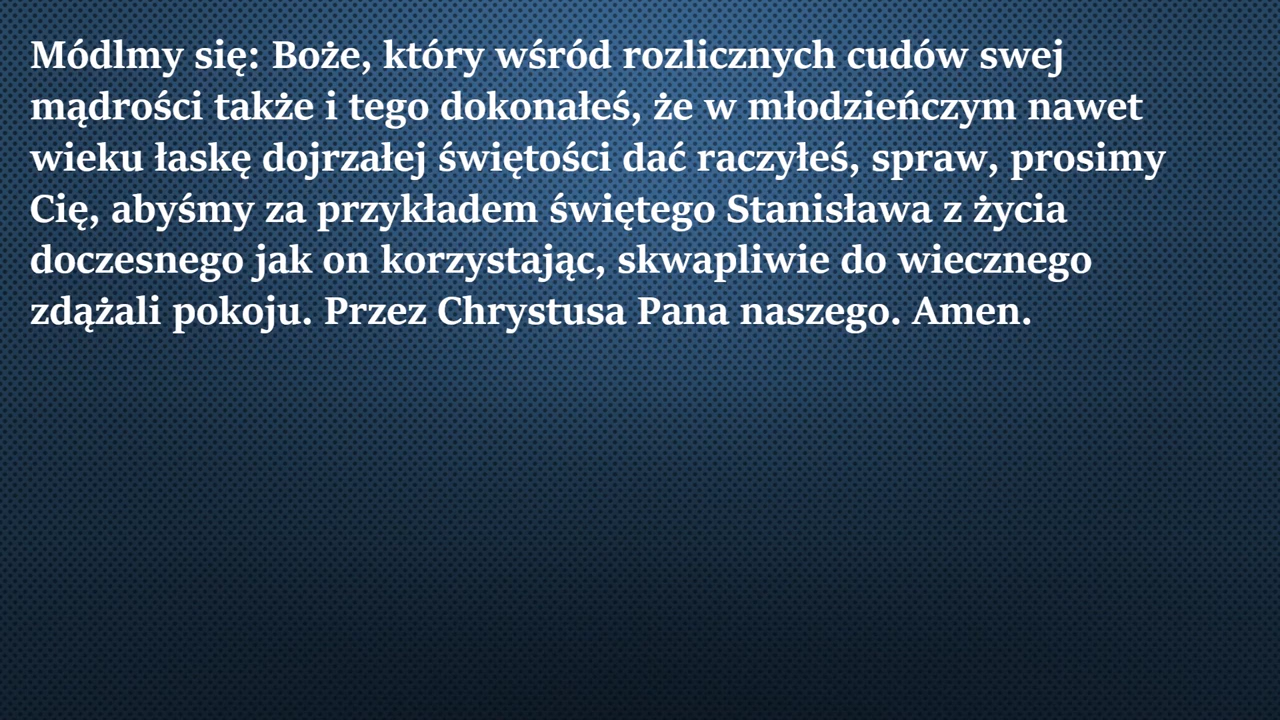 Módlmy się: Boże, który wśród rozlicznych cudów swej
mądrości także i tego dokonałeś, że w młodzieńczym nawet
wieku łaskę dojrzałej świętości dać raczyłeś, spraw, prosimy
Cię, abyśmy za przykładem świętego Stanisława z życia
doczesnego jak on korzystając, skwapliwie do wiecznego
zdążali pokoju. Przez Chrystusa Pana naszego. Amen.